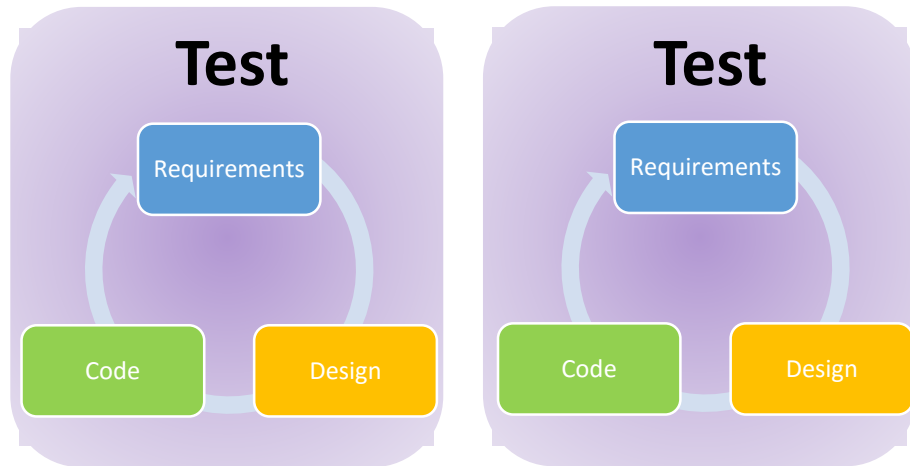 Test
Requirements
Code
Design
Test
Requirements
Code
Design